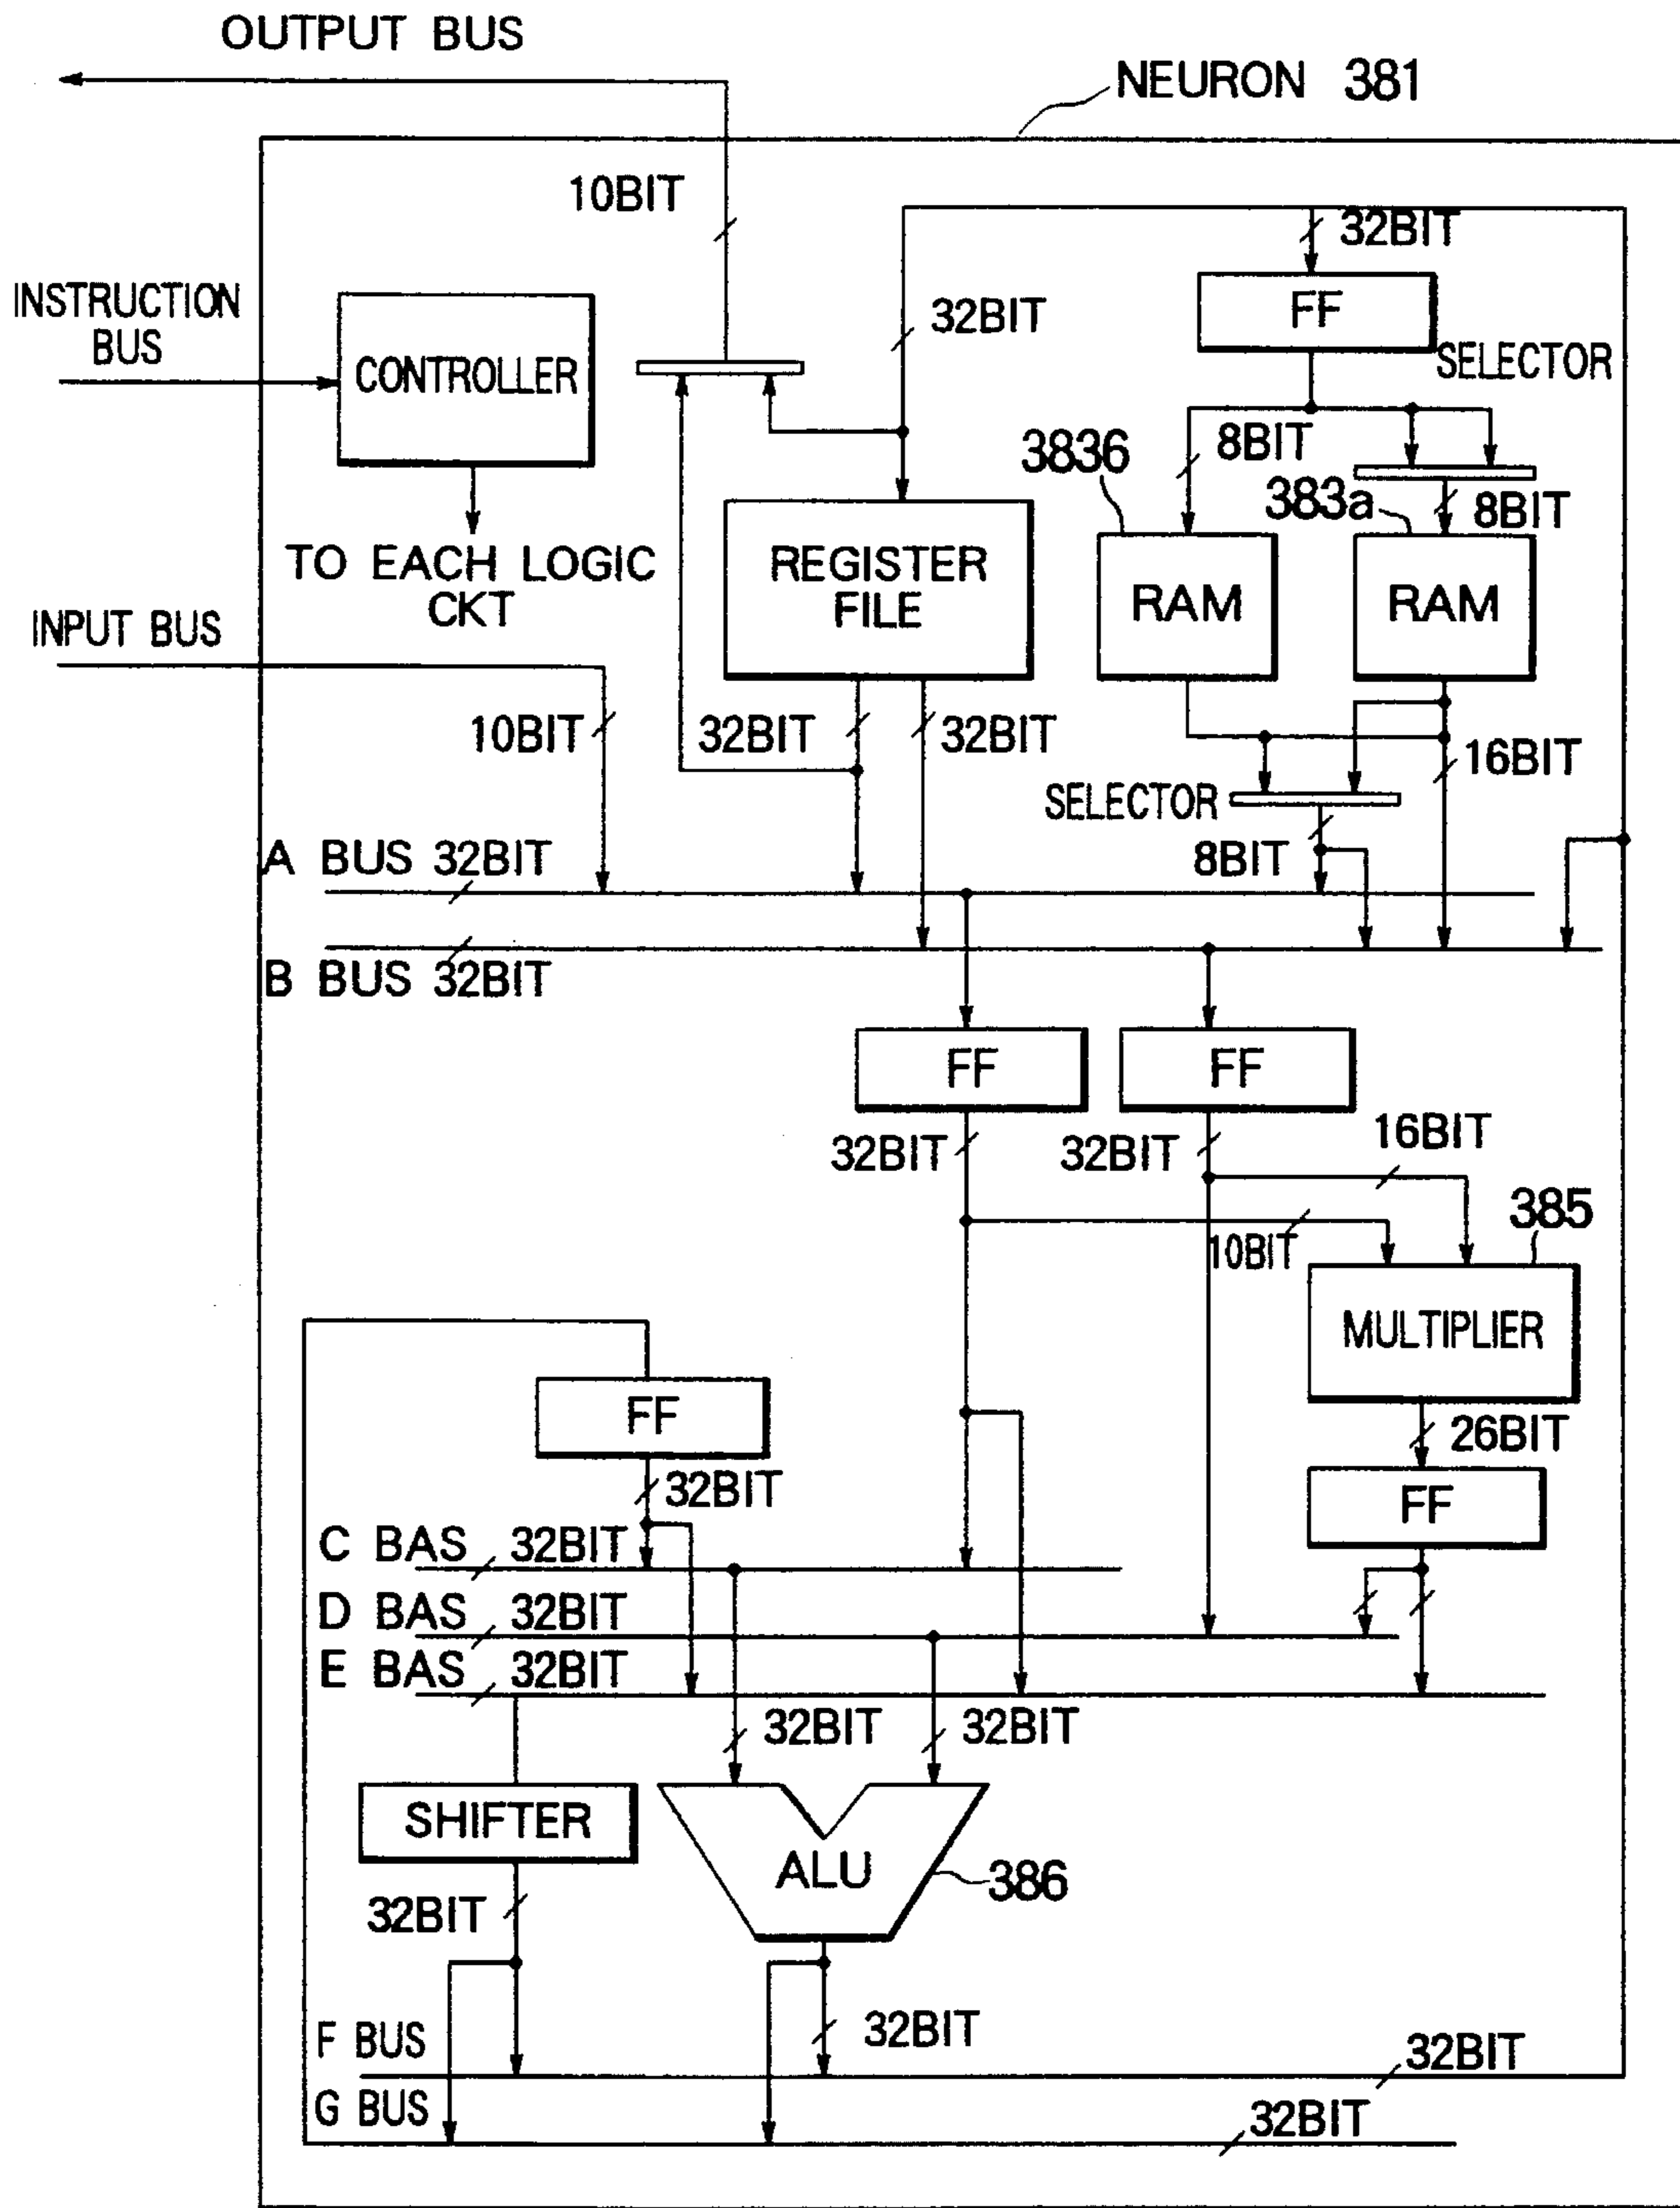 OUTPUT BUS
NEURON 381
10BIT
32BIT
INSTRUCTION
BUS
CONTROLLER
32BIT
FF
SELECTOR
8BIT
3836
383a
8BIT
TO EACH LOGIC
CKT
REGISTER
FILE
RAM
RAM
INPUT BUS
10BIT
32BIT
32BIT
16BIT
SELECTOR
8BIT
A BUS 32BIT
B BUS 32BIT
FF
FF
32BIT
32BIT
16BIT
385
10BIT
MULTIPLIER
FF
26BIT
32BIT
FF
C BAS 32BIT
D BAS 32BIT
E BAS 32BIT
32BIT
32BIT
SHIFTER
ALU
386
32BIT
32BIT
F BUS
32BIT
G BUS
32BIT